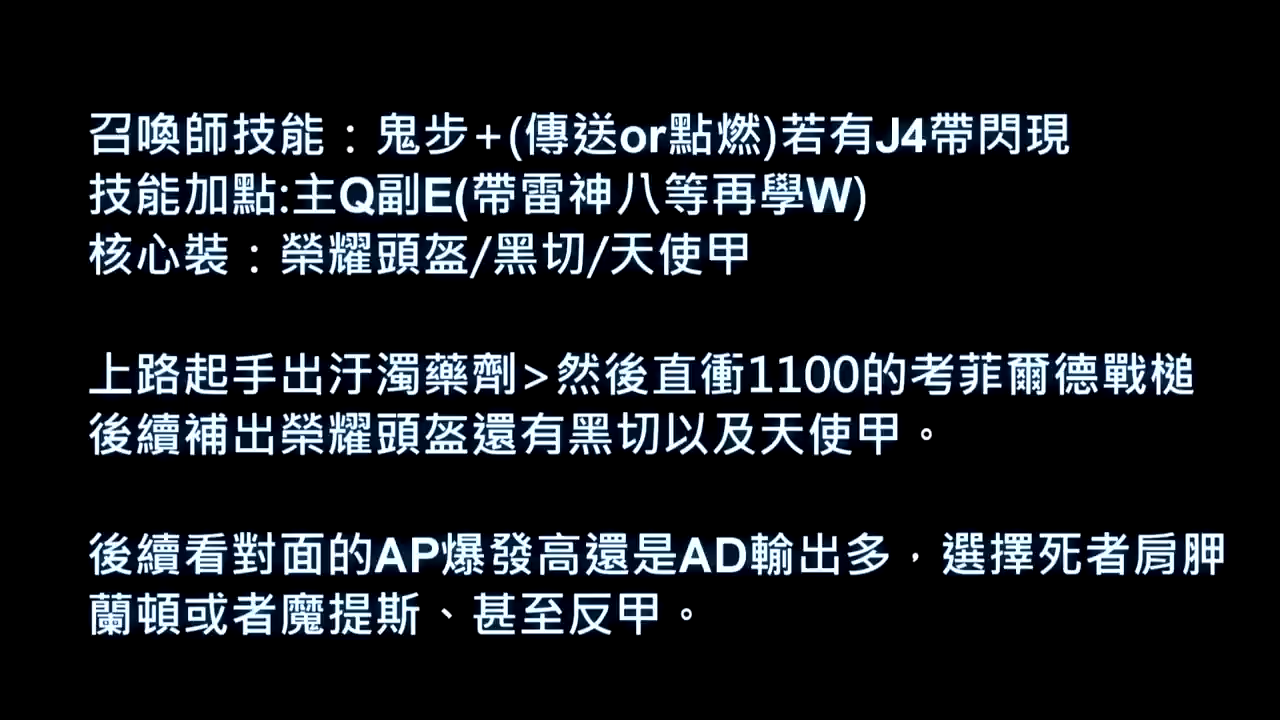 召喚師技能：鬼步+(傳送or點燃)若有J4帶閃現
技能加點:主Q副E(帶雷神八等再學W)
核心裝：榮耀頭盔/黑切/天使甲
上路起手出汙濁藥劑>然後直衝1100的考菲爾德戰槌
後續補出榮耀頭盔還有黑切以及天使甲。
後續看對面的AP爆發高還是AD輸出多，選擇死者肩胛
蘭頓或者魔提斯、甚至反甲。